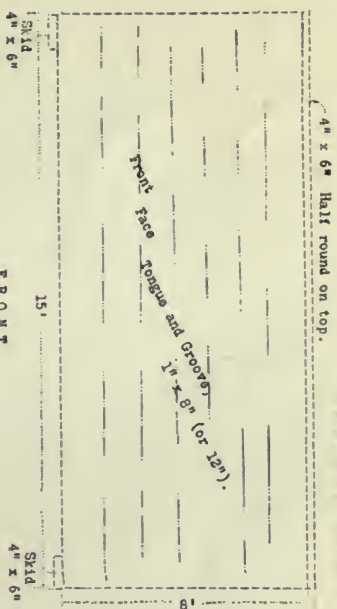 4" x 6" Half round on top.
Front Face Tongue and Groove,
1" x 8" (or 12").
8'
Skid
4" x 6"
15'
Skid
4" x 6"
FRONT